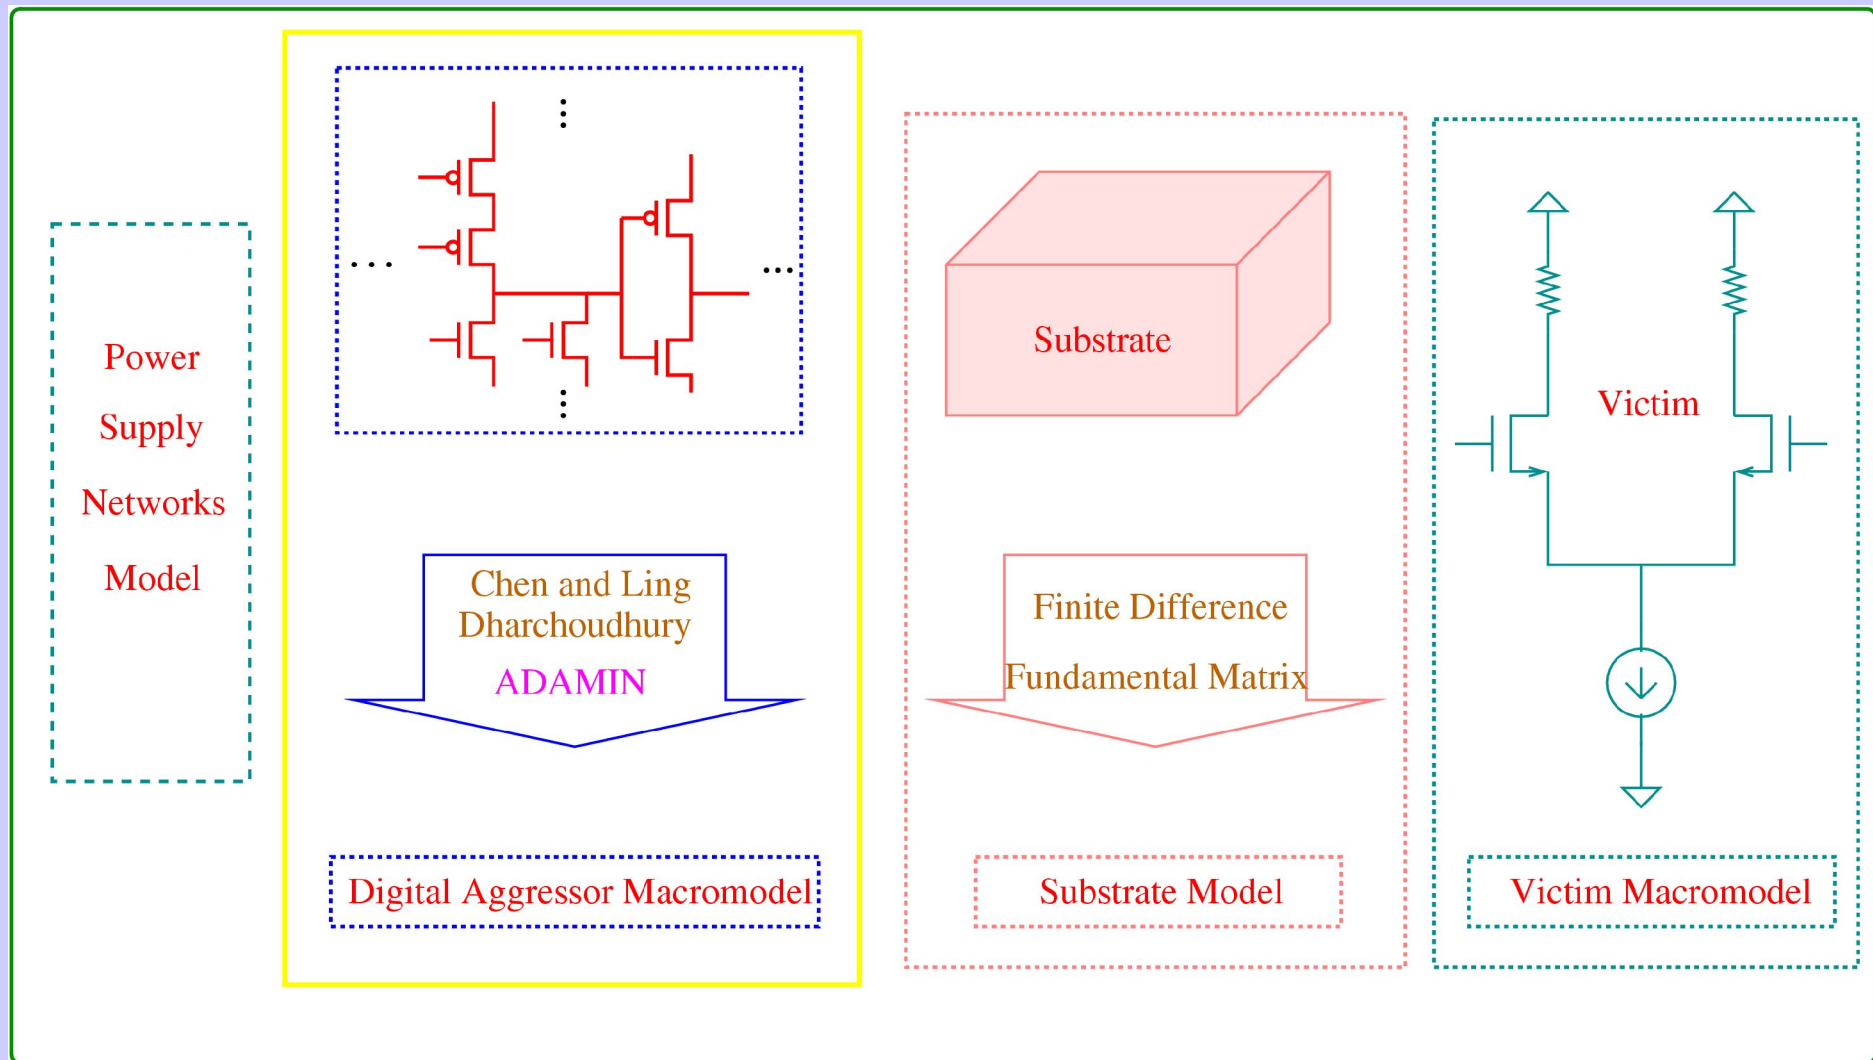 Power
Supply
Networks
Model
Chen and Ling
Dharchoudhury
ADAMIN
Digital Aggressor Macromodel
Substrate
Finite Difference
Fundamental Matrix
Substrate Model
Victim
Victim Macromodel